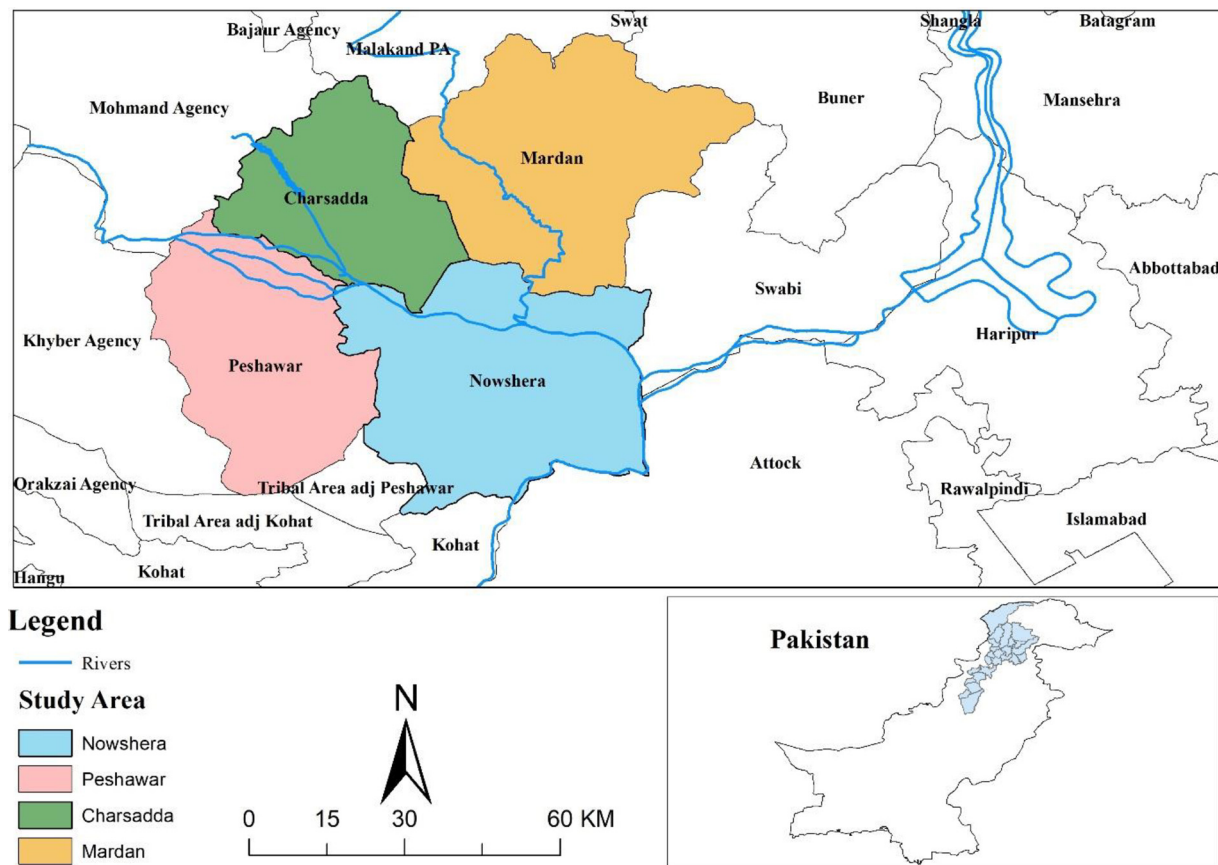 Swat
Shangla
Batagram
Bajaur Agency
Malakand PA
Mohmand Agency
Buner
Mansehra
Mardan
Charsadda
Abbottabad
Swabi
Khyber Agency
Haripur
Peshawar
Nowshera
Attock
Orakzai Agency
Tribal Area adj Peshawar
Rawalpindi
Tribal Area adj Kohat
Islamabad
Kohat
Kohat
Hangu
Legend
Rivers
Study Area
Nowshera
Peshawar
Charsadda
Mardan
N
0 15 30 60 KM
Pakistan